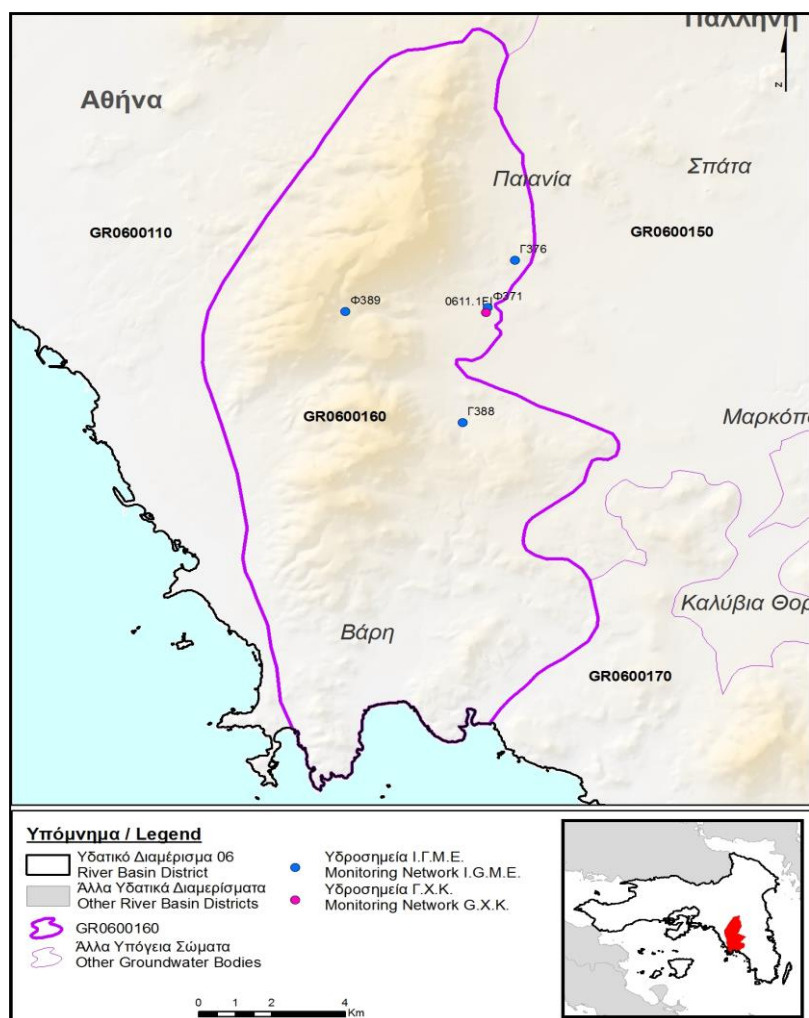 Παλλήνη
Αθήνα
Παιανία
Σπάτα
GR0600110
GR0600150
Γ376
Φ389
0611.1ΕΙ
Φ371
GR0600160
Γ388
Μαρκόπο
Καλύβια Θορ
Βάρη
GR0600170
z
Υπόμνημα / Legend
Υδατικό Διαμέρισμα 06
River Basin District
Άλλα Υδατικά Διαμερίσματα
Other River Basin Districts
GR0600160
Άλλα Υπόγεια Σώματα
Other Groundwater Bodies
Υδροσημεία Ι.Γ.Μ.Ε.
Monitoring Network I.G.M.E.
Υδροσημεία Γ.Χ.Κ.
Monitoring Network G.X.K.
0 1 2 4
Km